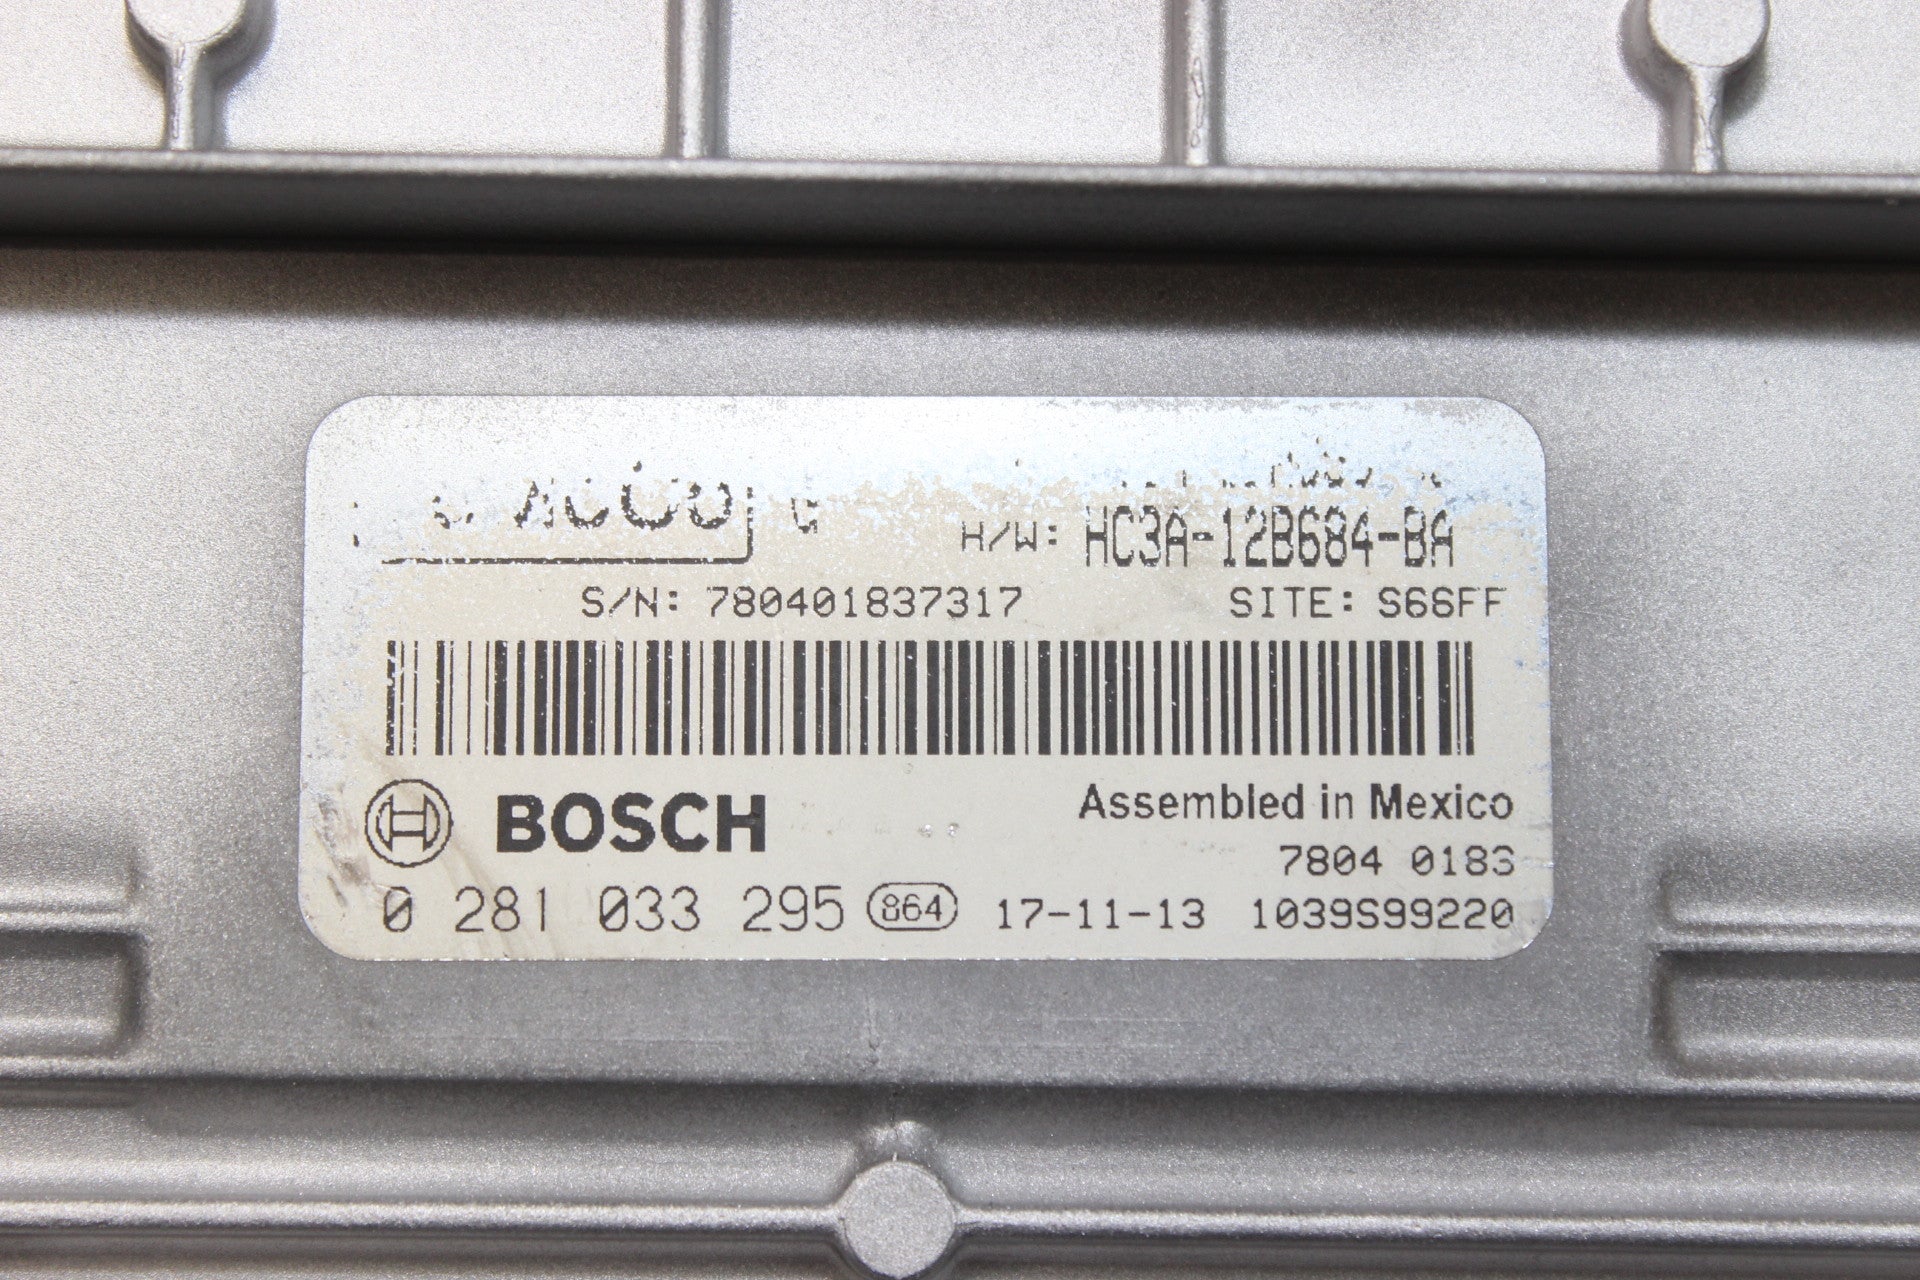 H/W: HC3A-12B684-BA
S/N: 780401837317 SITE: S66FF
BOSCH Assembled in Mexico
7804 0183
0 281 033 295 864 17-11-13 1039S99220